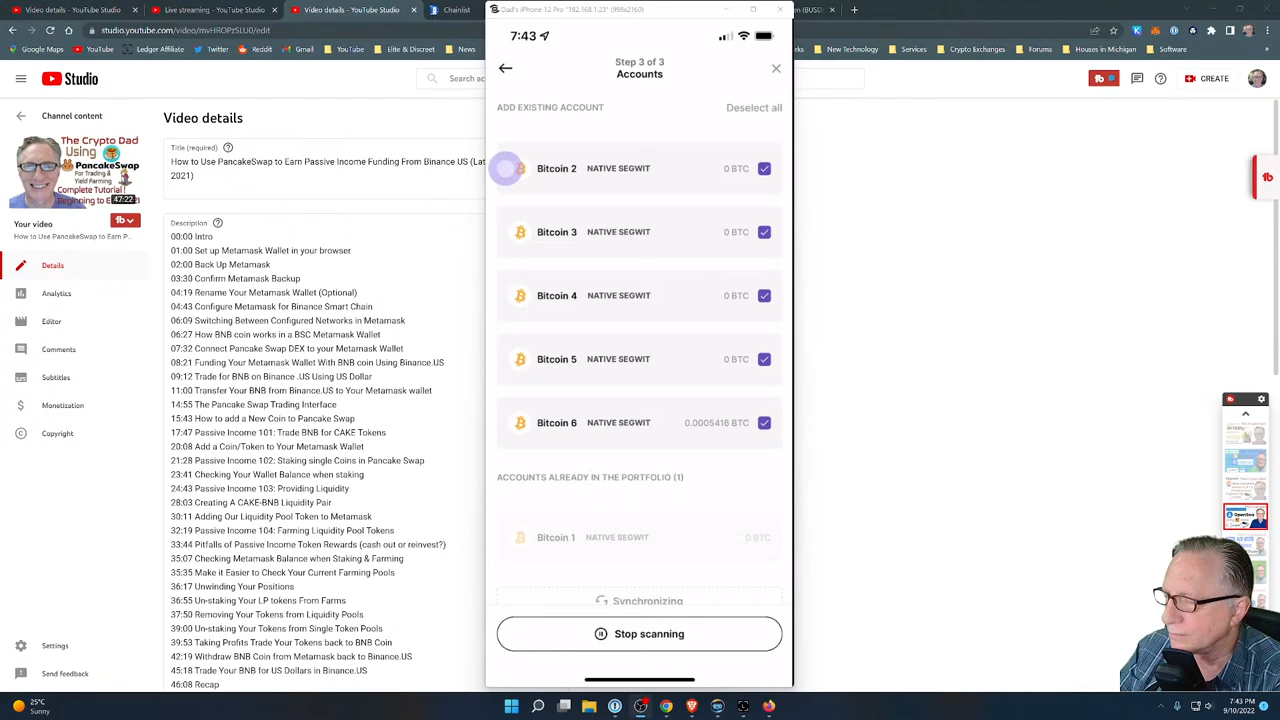 Video details - YouTube Studio
Live streaming - YouTube Studio
Video details - YouTube Studio
Dad's iPhone 12 Pro "192.168.1.23" (998x2160)
studio.youtube.com/video/mvHROPzSLU0/edit
Google Maps
YouTube
Ledger Affiliate
Elite of Discord
Shopping
Forums
Research
Exchanges
Censorship
Studio
CREATE
Channel content
Your video
How to Use PancakeSwap to Earn P...
Details
Analytics
Editor
Comments
Subtitles
Monetization
Copyright
Settings
Send feedback
The Crypto Dad
Using
PancakeSwap
For Trading &
Yield Farming
Complete Tutorial!
47:22
Video details
Title (required)
How to Use PancakeSwap to Earn Passive Income Funding From Binance US (Lat
2021)
Description
00:00 Intro
01:00 Set up Metamask Wallet in your browser
02:00 Back Up Metamask
03:30 Confirm Metamask Backup
04:19 Rename Your Metamask Wallet (Optional)
04:43 Configure Metamask for Binance Smart Chain
06:09 Switching Between Configured Networks in Metamask
06:27 How BNB coin works in a BSC Metamask Wallet
07:32 Connect Pancake Swap DEX to your Metamask Wallet
08:21 Funding Your Metamask Wallet With BNB coin Using Binance.US
09:12 Trade for BNB on Binance .US Using US Dollar
11:00 Transfer Your BNB from Binance.US to Your Metamask wallet
14:55 The Pancake Swap Trading Interface
15:43 How to add a New Coin to Pancake Swap
17:47 Passive Income 101: Trade BNB for CAKE Tokens
20:08 Add a Coin/Token to Your Metamask Wallet
21:28 Passive Income 102: Staking single Coins in Pancake Swap
23:41 Checking Your Wallet Balance when staking
24:43 Passive Income 103: Providing Liquidity
28:03 Creating A CAKE-BNB Liquidity Pair
30:11 Adding Our Liquidity Pool Token to Metamask
32:19 Passive Income 104: Farming Liquidity Pool Tokens
33:44 Pitfalls of Passive Income Token Rewards (cash out or reinvest?)
35:07 Checking Metamask Balance when Staking & Farming
35:35 Make it Easier to Check Your Current Farming Pools
36:17 Unwinding Your Positions
36:55 Un-staking Your LP tokens From Farms
37:50 Removing Your Tokens from Liquidity Pools
39:00 Un-staking Your Tokens from Single Token Pools
39:53 Taking Profits Trade Your Tokens back to BNB Coin
42:19 Withdraw BNB Coin from Metamask back to Binance.US
45:18 Trade Your BNB for US Dollars in Binance.US
46:08 Recap
7:43
Step 3 of 3
Accounts
ADD EXISTING ACCOUNT Deselect all
Bitcoin 2 NATIVE SEGWIT 0 BTC
Bitcoin 3 NATIVE SEGWIT 0 BTC
Bitcoin 4 NATIVE SEGWIT 0 BTC
Bitcoin 5 NATIVE SEGWIT 0 BTC
Bitcoin 6 NATIVE SEGWIT 0.0005416 BTC
ACCOUNTS ALREADY IN THE PORTFOLIO (1)
Bitcoin 1 NATIVE SEGWIT 0 BTC
Synchronizing
Stop scanning
OpenSea
25°C
Sunny
7:43 PM
9/10/2022